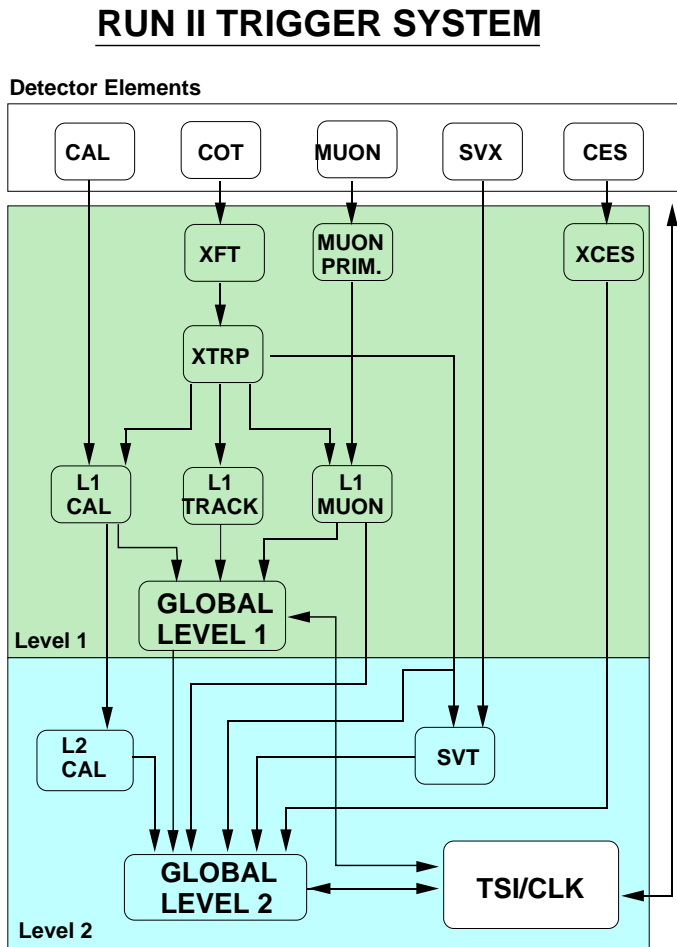 RUN II TRIGGER SYSTEM
Detector Elements
CAL
COT
MUON
SVX
CES
XFT
MUON
PRIM.
XCES
XTRP
L1
CAL
L1
TRACK
L1
MUON
GLOBAL
LEVEL 1
Level 1
L2
CAL
SVT
GLOBAL
LEVEL 2
TSI/CLK
Level 2